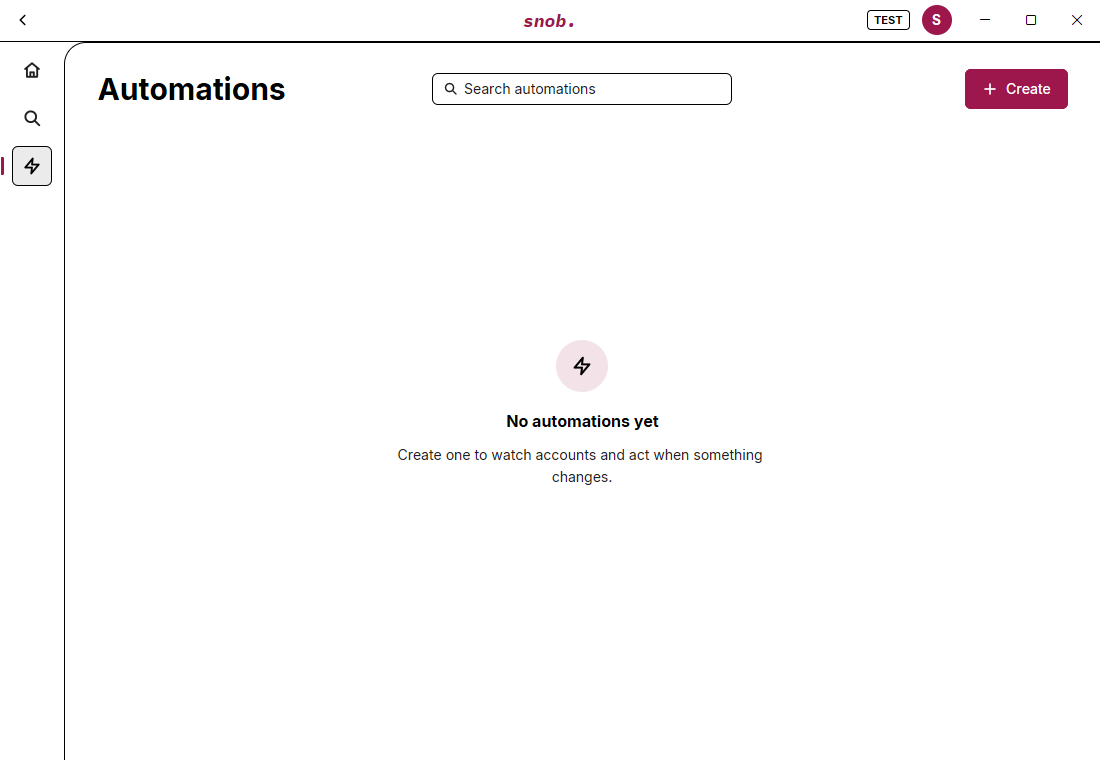 snob.
TEST
S
Automations
Search automations
Create
No automations yet
Create one to watch accounts and act when something
changes.